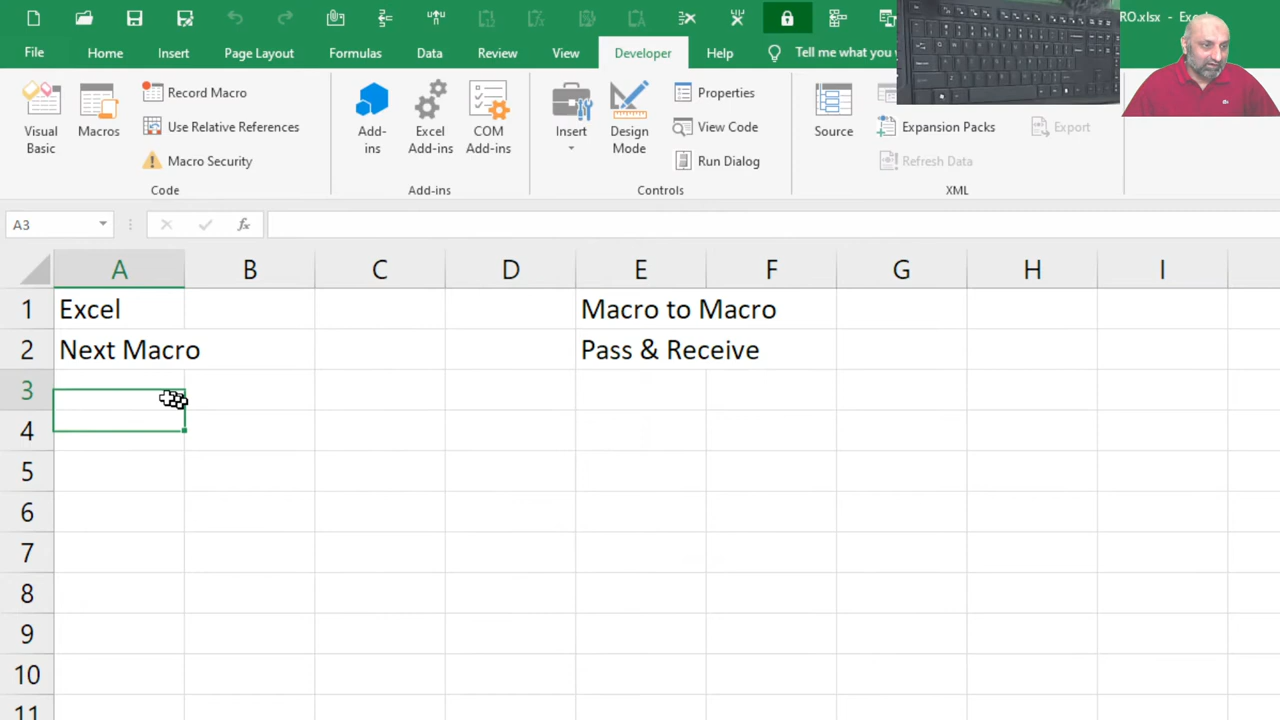 RO.xlsx - Exc
File Home Insert Page Layout Formulas Data Review View Developer Help Tell me what you
Visual Basic
Macros
Record Macro
Use Relative References
Macro Security
Code
Add-ins
Excel Add-ins
COM Add-ins
Add-ins
Insert
Design Mode
Properties
View Code
Run Dialog
Controls
Source
Expansion Packs
Refresh Data
Export
XML
A3
fx
A B C D E F G H I
1 Excel Macro to Macro
2 Next Macro Pass & Receive
3
4
5
6
7
8
9
10
11